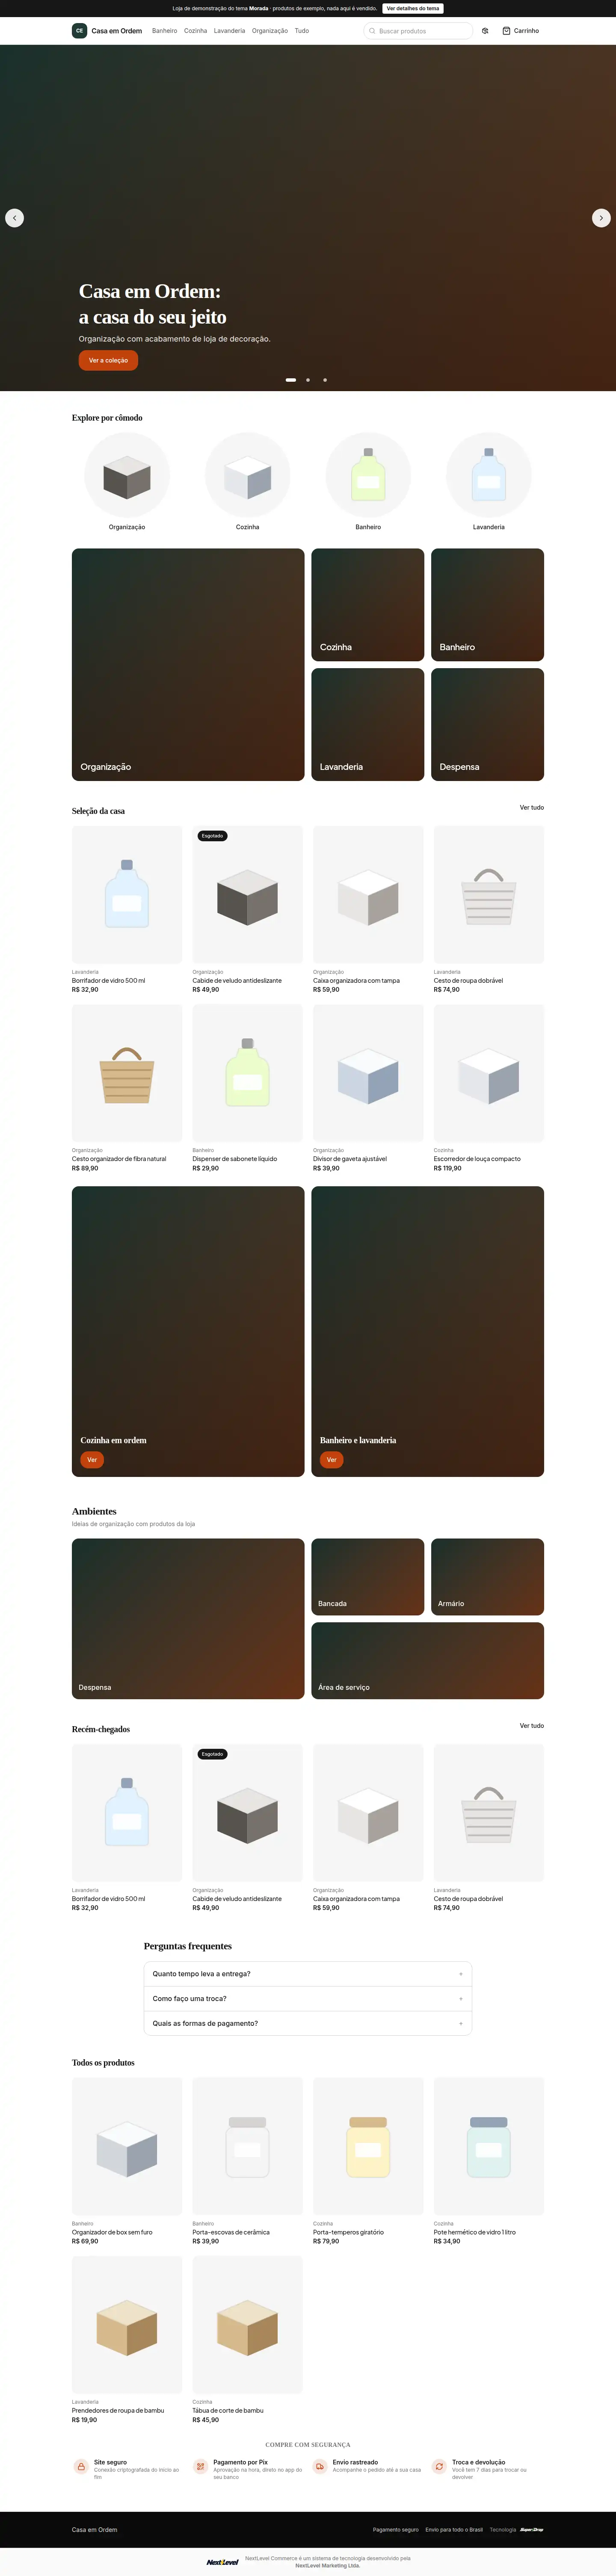 Loja de demonstração do tema Morada · produtos de exemplo, nada aqui é vendido. Ver detalhes do tema
CE Casa em Ordem Banheiro Cozinha Lavanderia Organização Tudo Buscar produtos Carrinho
Casa em Ordem:
a casa do seu jeito
Organização com acabamento de loja de decoração.
Ver a coleção
Explore por cômodo
Organização Cozinha Banheiro Lavanderia
Cozinha Banheiro
Organização Lavanderia Despensa
Seleção da casa Ver tudo
Esgotado
Lavanderia Organização Organização Lavanderia
Borrifador de vidro 500 ml Cabide de veludo antideslizante Caixa organizadora com tampa Cesto de roupa dobrável
R$ 32,90 R$ 49,90 R$ 59,90 R$ 74,90
Organização Banheiro Organização Cozinha
Cesto organizador de fibra natural Dispenser de sabonete líquido Divisor de gaveta ajustável Escorredor de louça compacto
R$ 89,90 R$ 29,90 R$ 39,90 R$ 119,90
Cozinha em ordem Banheiro e lavanderia
Ver Ver
Ambientes
Ideias de organização com produtos da loja
Bancada Armário
Despensa Área de serviço
Recém-chegados Ver tudo
Esgotado
Lavanderia Organização Organização Lavanderia
Borrifador de vidro 500 ml Cabide de veludo antideslizante Caixa organizadora com tampa Cesto de roupa dobrável
R$ 32,90 R$ 49,90 R$ 59,90 R$ 74,90
Perguntas frequentes
Quanto tempo leva a entrega? +
Como faço uma troca? +
Quais as formas de pagamento? +
Todos os produtos
Banheiro Banheiro Cozinha Cozinha
Organizador de box sem furo Porta-escovas de cerâmica Porta-temperos giratório Pote hermético de vidro 1 litro
R$ 69,90 R$ 39,90 R$ 79,90 R$ 34,90
Lavanderia Cozinha
Prendedores de roupa de bambu Tábua de corte de bambu
R$ 19,90 R$ 45,90
COMPRE COM SEGURANÇA
Site seguro Pagamento por Pix Envio rastreado Troca e devolução
Conexão criptografada do início ao fim Aprovação na hora, direto no app do seu banco Acompanhe o pedido até a sua casa Você tem 7 dias para trocar ou devolver
Casa em Ordem Pagamento seguro Envio para todo o Brasil Tecnologia SuperDrop
NextLevel NextLevel Commerce é um sistema de tecnologia desenvolvido pela
NextLevel Marketing Ltda.